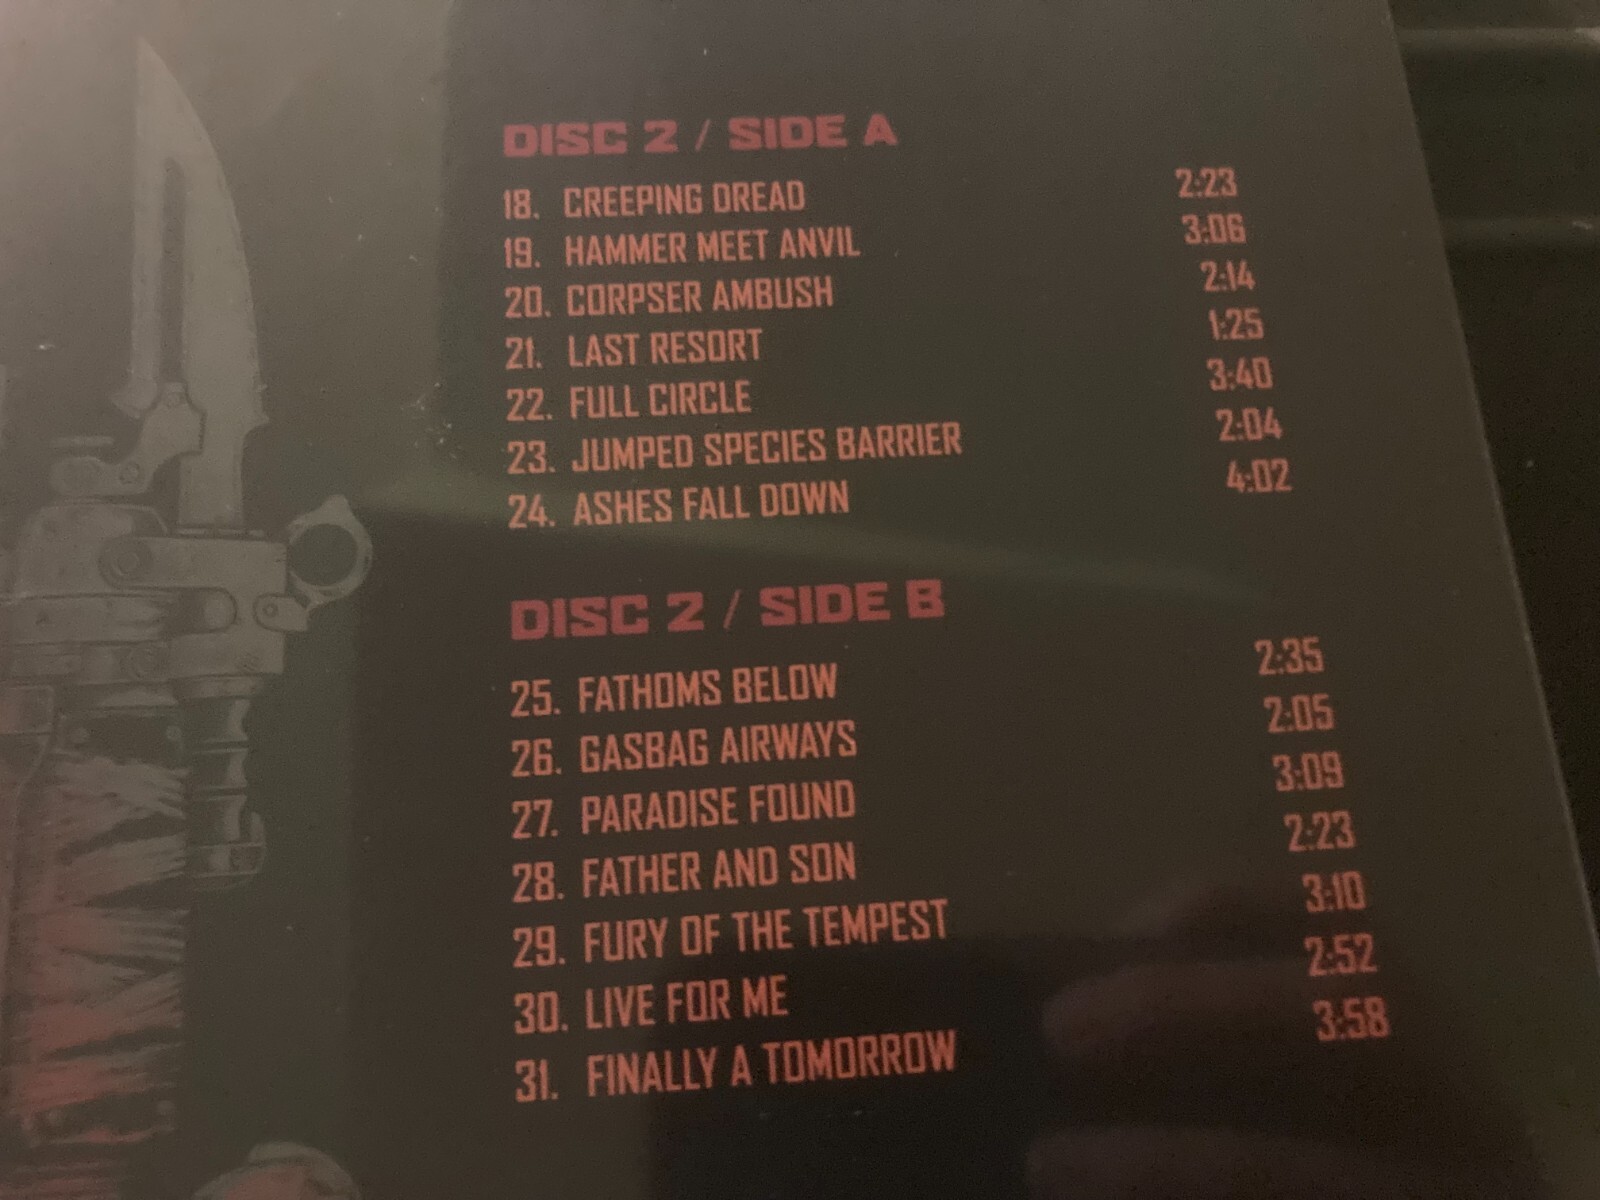 DISC 2 / SIDE A
18. CREEPING DREAD 2:23
19. HAMMER MEET ANVIL 3:06
20. CORPSER AMBUSH 2:14
21. LAST RESORT 1:25
22. FULL CIRCLE 3:40
23. JUMPED SPECIES BARRIER 2:04
24. ASHES FALL DOWN 4:02
DISC 2 / SIDE B
25. FATHOMS BELOW 2:35
26. GASBAG AIRWAYS 2:05
27. PARADISE FOUND 3:09
28. FATHER AND SON 2:23
29. FURY OF THE TEMPEST 3:10
30. LIVE FOR ME 2:52
31. FINALLY A TOMORROW 3:58